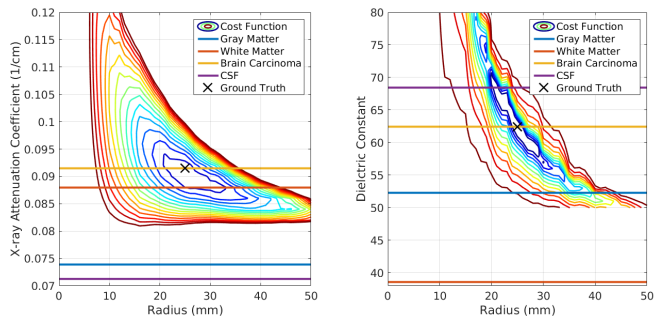 0.12
0.115
0.11
0.105
0.1
0.095
0.09
0.085
0.08
0.075
0.07
X-ray Attenuation Coefficient (1/cm)
0 10 20 30 40 50
Radius (mm)
Cost Function
Gray Matter
White Matter
Brain Carcinoma
CSF
Ground Truth
80
75
70
65
60
55
50
45
40
Dielctric Constant
0 10 20 30 40 50
Radius (mm)
Cost Function
Gray Matter
White Matter
Brain Carcinoma
CSF
Ground Truth